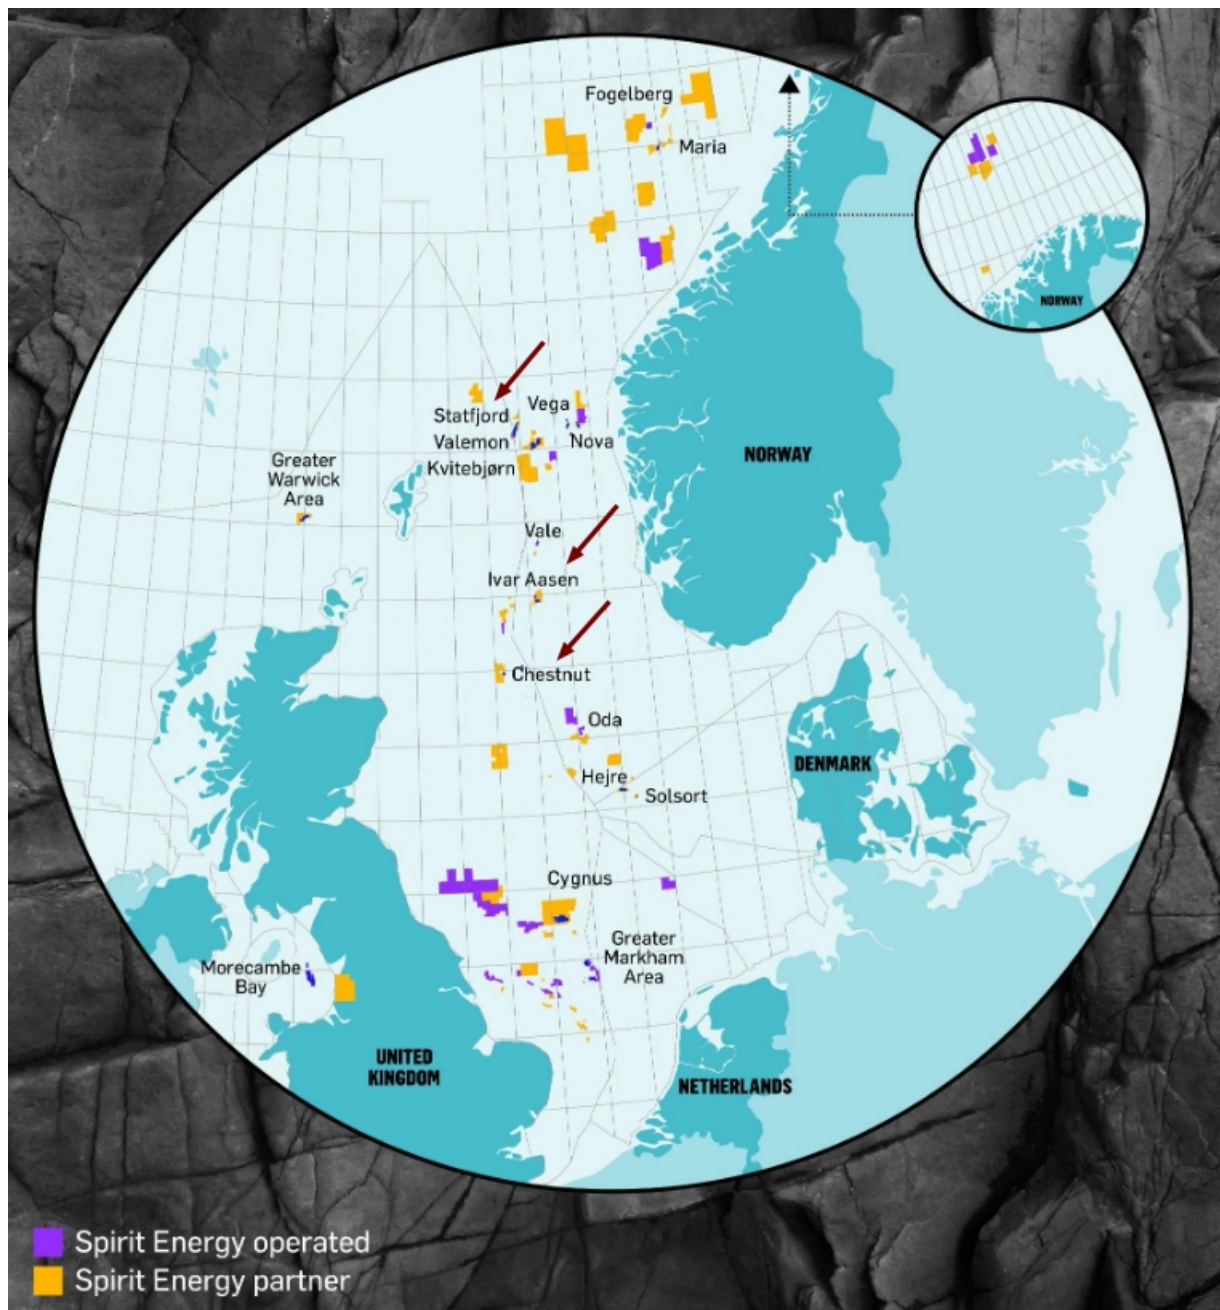 Fogelberg
Maria
NORWAY
Statfjord
Vega
Valemon
Nova
Kvitebjørn
NORWAY
Greater
Warwick
Area
Vale
Ivar Aasen
Chestnut
Oda
DENMARK
Hejre
Solsort
Cygnus
Greater
Markham
Area
Morecambe
Bay
UNITED
KINGDOM
NETHERLANDS
Spirit Energy operated
Spirit Energy partner